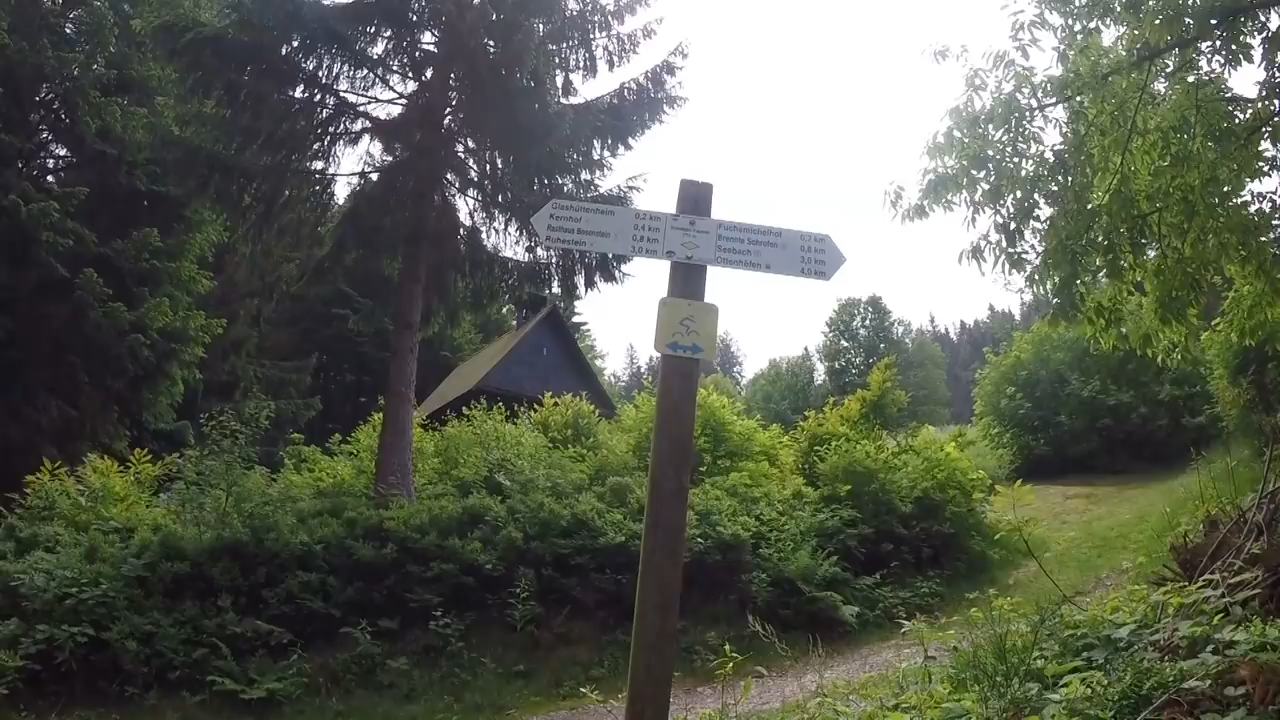 Glashüttenheim 0,2 km
Kernhof 0,4 km
Rasthaus Bosenstein 0,8 km
Ruhestein 3,0 km
Fuchsmichelhof 0,7 km
Brennte Schrofen 0,8 km
Seebach 3,0 km
Ottenhöfen 4,0 km